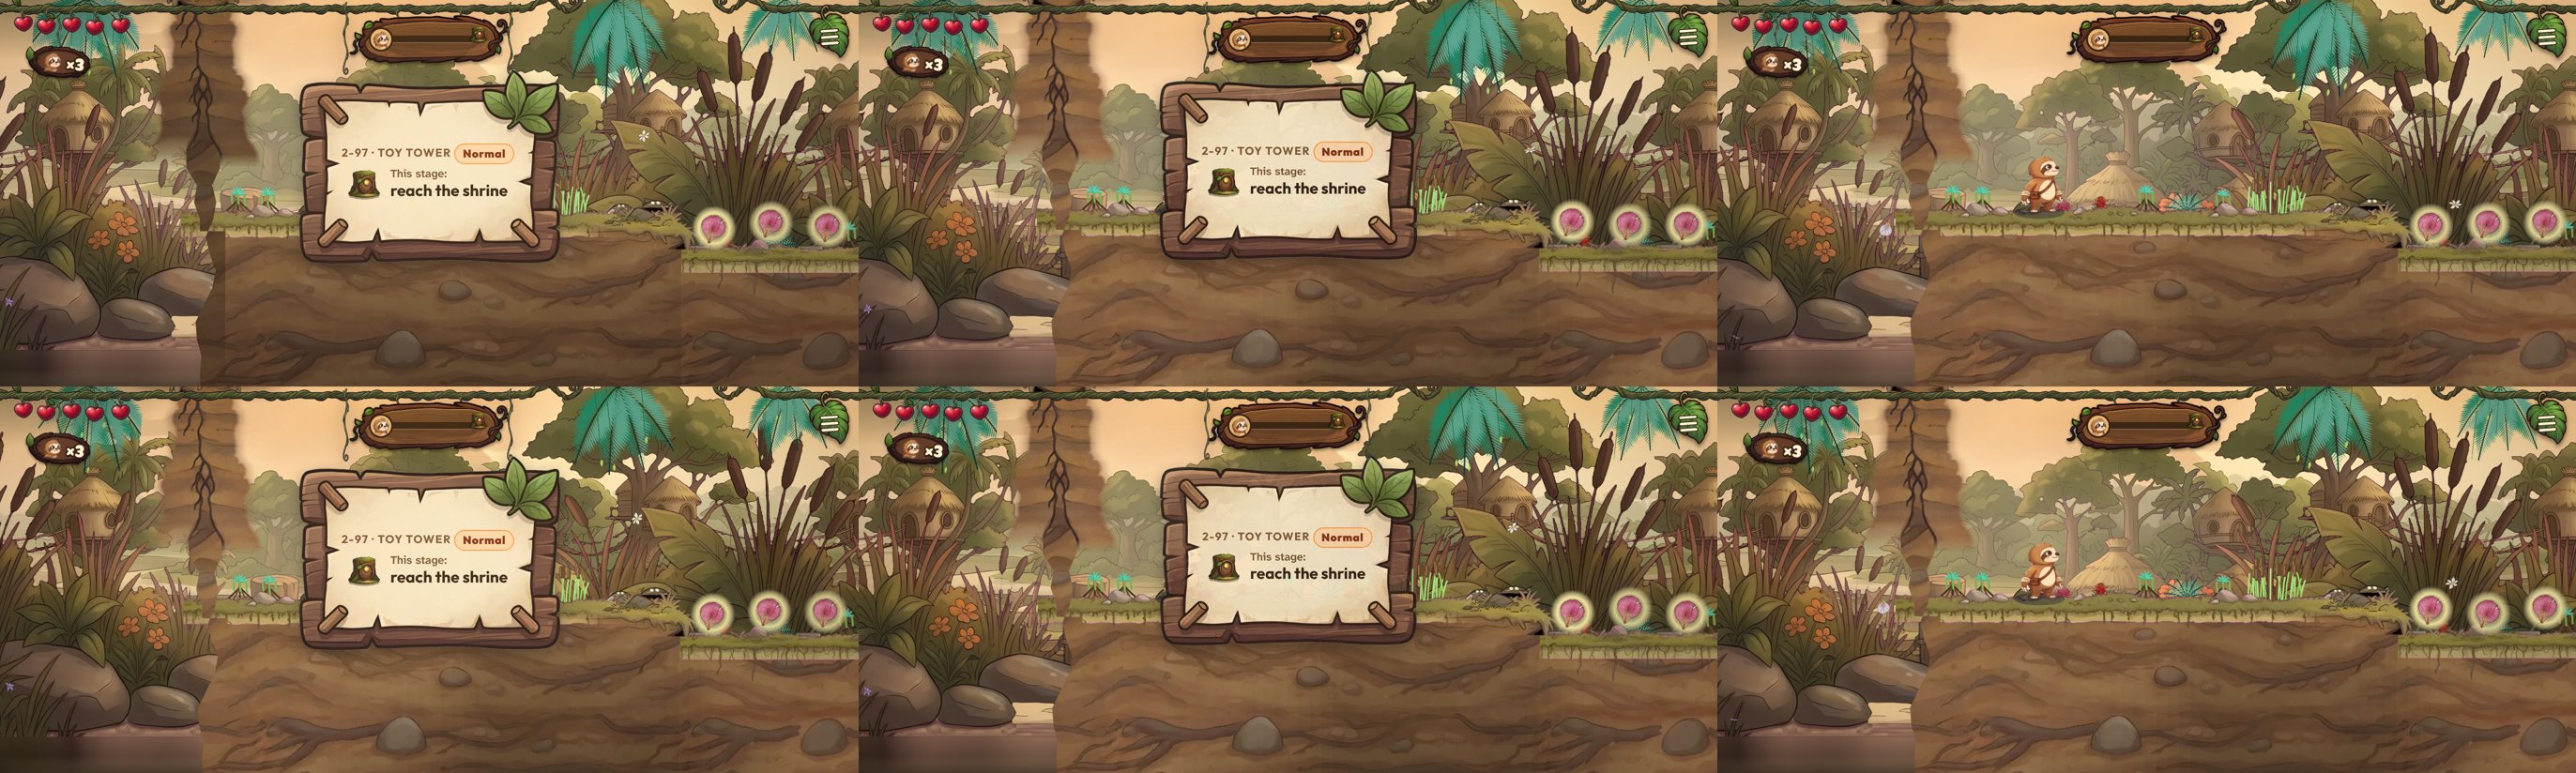 ×3
2-97 · TOY TOWER Normal
This stage:
reach the shrine
×3
2-97 · TOY TOWER Normal
This stage:
reach the shrine
×3
×3
2-97 · TOY TOWER Normal
This stage:
reach the shrine
×3
2-97 · TOY TOWER Normal
This stage:
reach the shrine
×3